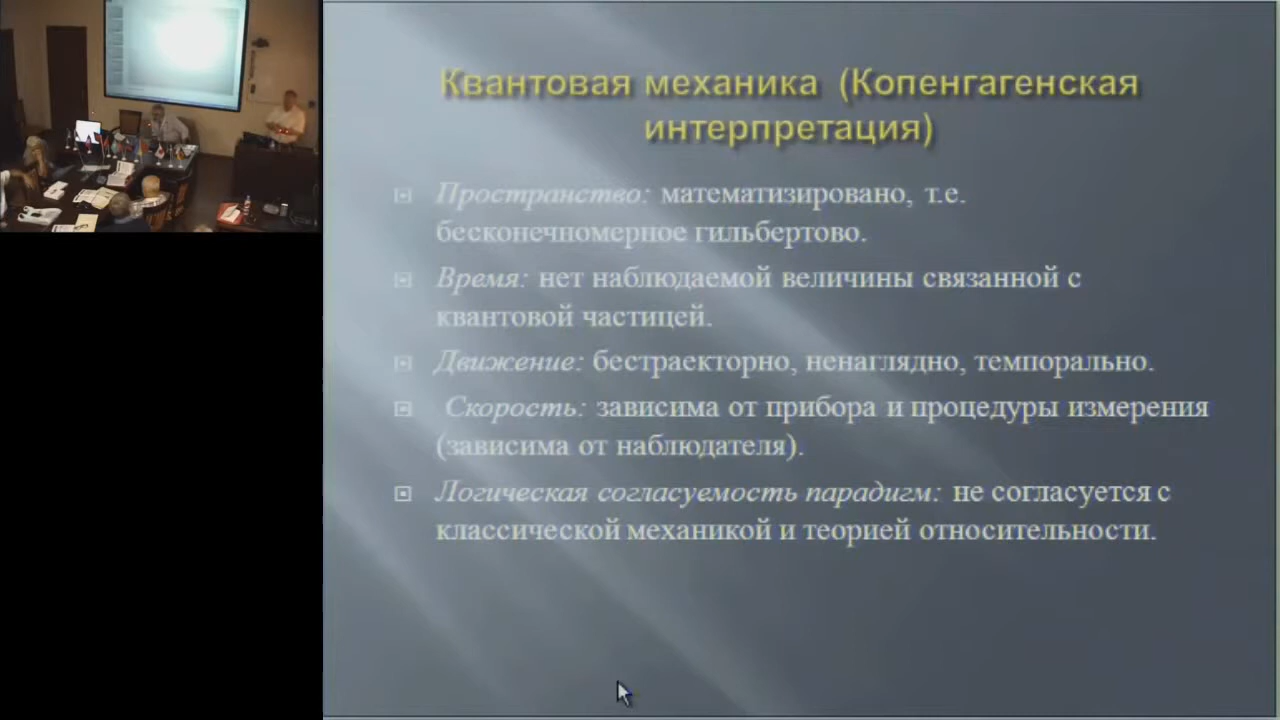 Квантовая механика (Копенгагенская
интерпретация)
Пространство: математизировано, т.е.
бесконечномерное гильбертово.
Время: нет наблюдаемой величины связанной с
квантовой частицей.
Движение: бестраекторно, ненаглядно, темпорально.
Скорость: зависима от прибора и процедуры измерения
(зависима от наблюдателя).
Логическая согласуемость парадигм: не согласуется с
классической механикой и теорией относительности.